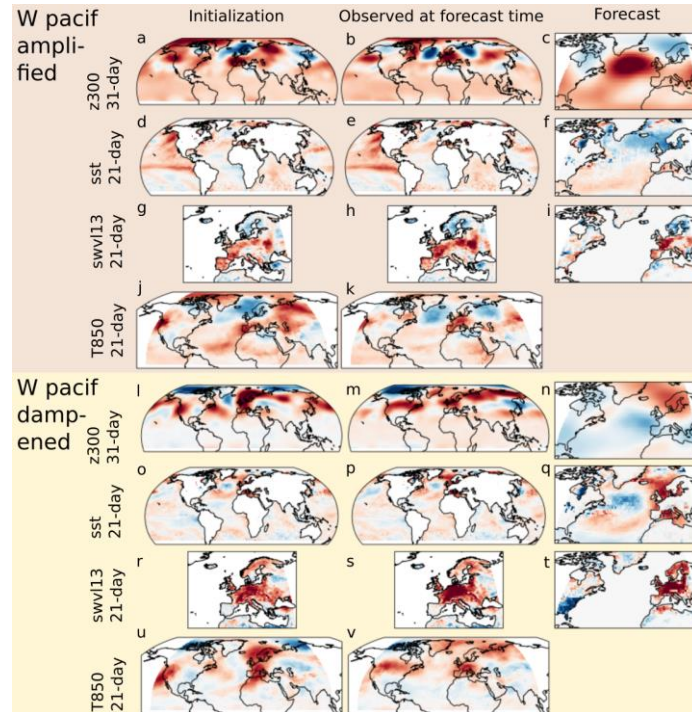 Initialization
Observed at forecast time
Forecast
W pacif
ampli-
fied
z300
31-day
a
b
c
sst
21-day
d
e
f
swvl13
21-day
g
h
i
T850
21-day
j
k
W pacif
damp-
ened
z300
31-day
l
m
n
sst
21-day
o
p
q
swvl13
21-day
r
s
t
T850
21-day
u
v